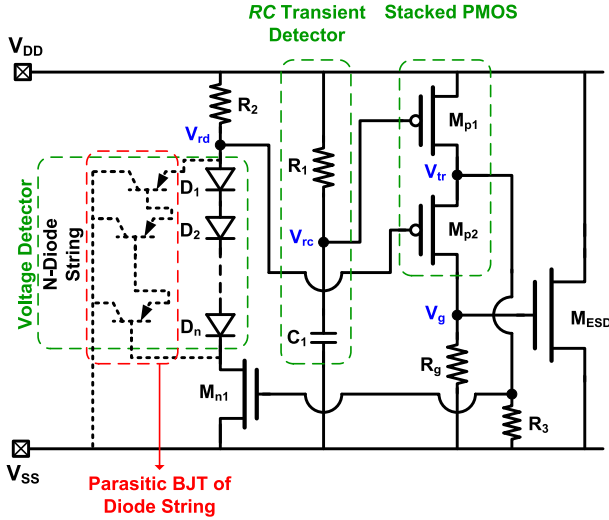 RC Transient
Detector
Stacked PMOS
VDD
R2
Vrd
Mp1
R1
Vtr
D1
D2
Vrc
Mp2
Voltage Detector
N-Diode
String
Dn
C1
Vg
MESD
Rg
Mn1
R3
VSS
Parasitic BJT of
Diode String